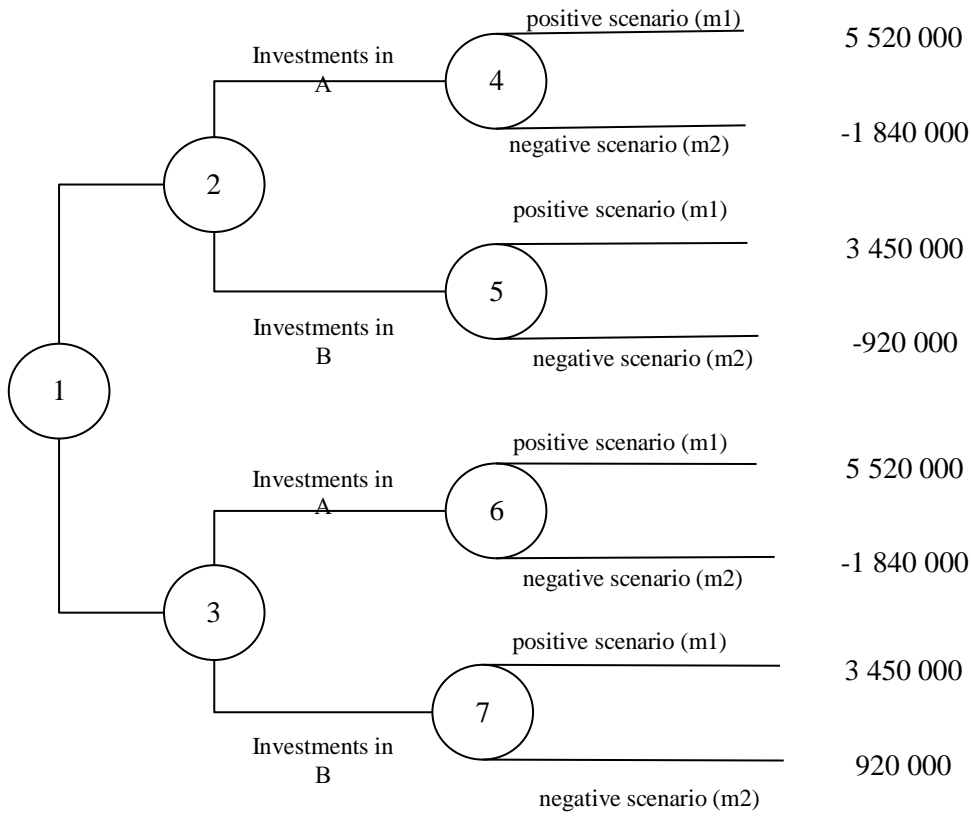 positive scenario (m1)
5 520 000
Investments in
A
4
negative scenario (m2)
-1 840 000
2
positive scenario (m1)
3 450 000
5
Investments in
B
negative scenario (m2)
-920 000
1
positive scenario (m1)
5 520 000
Investments in
A
6
negative scenario (m2)
-1 840 000
3
positive scenario (m1)
3 450 000
7
Investments in
B
negative scenario (m2)
920 000